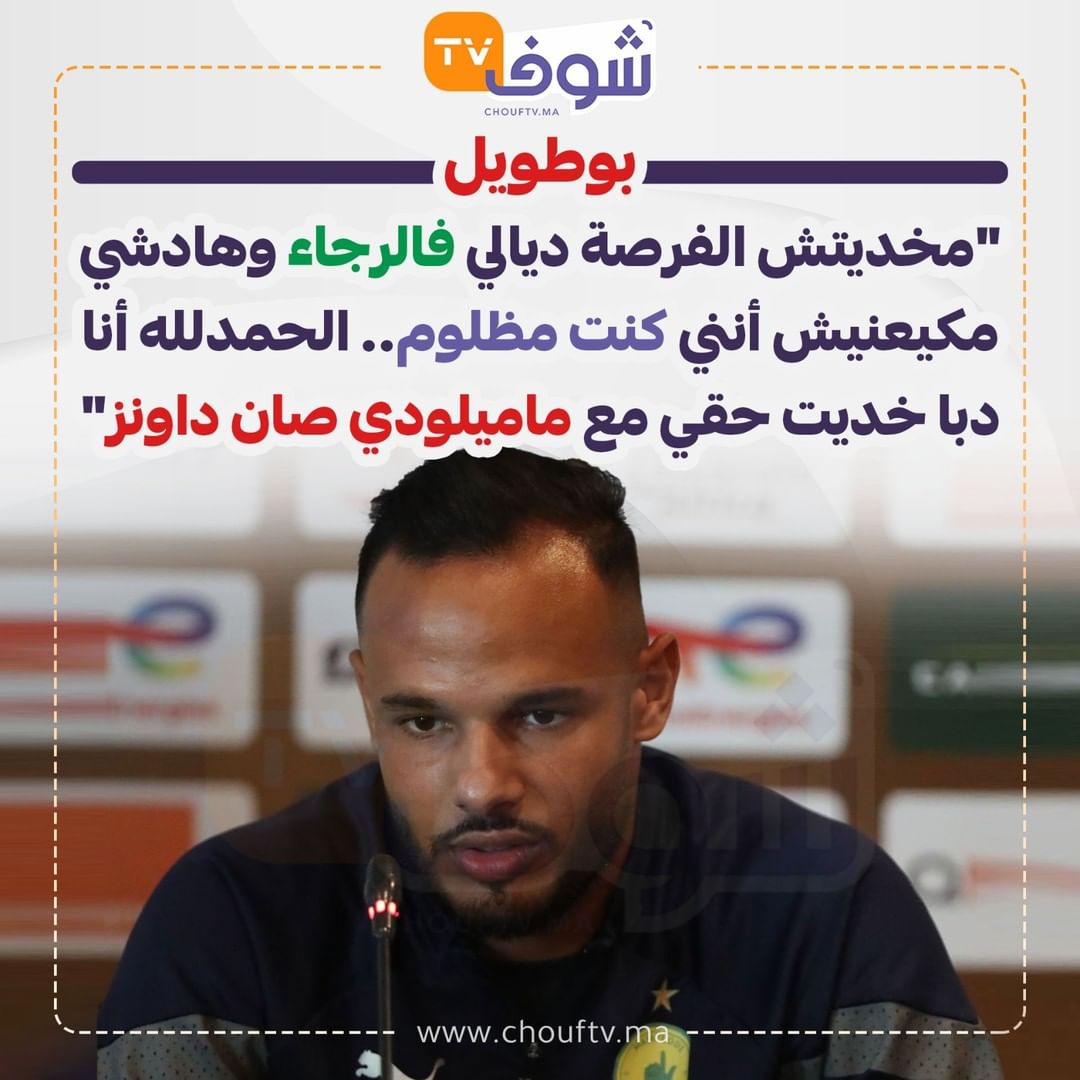 شوف TV
CHOUFTV.MA
بوطويل
"مخديتش الفرصة ديالي فالرجاء وهادشي
مكيعنيش أنني كنت مظلوم.. الحمدلله أنا
دبا خديت حقي مع ماميلودي صان داونز"
www.chouftv.ma